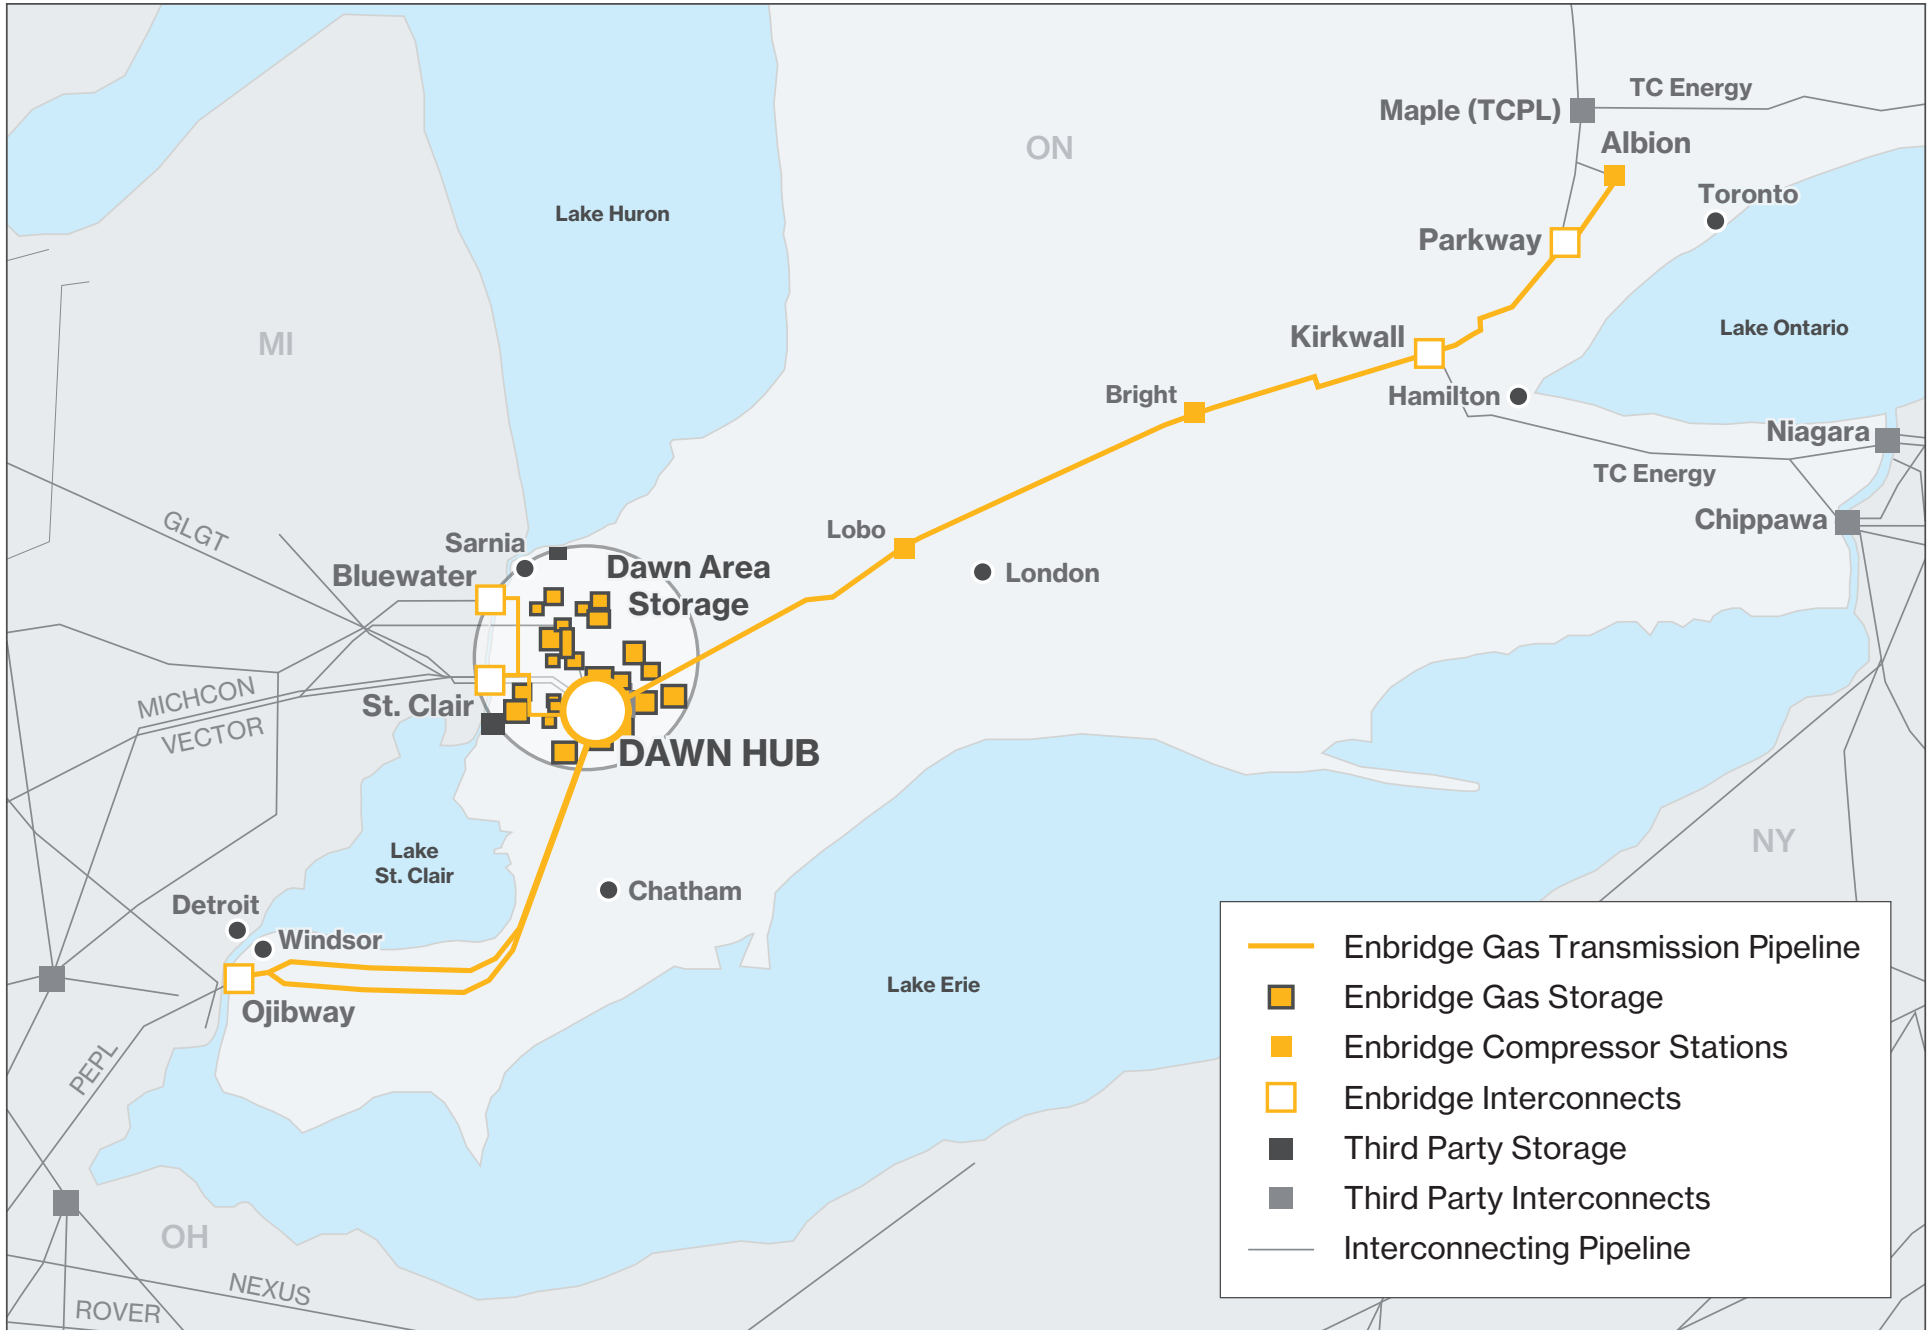 TC Energy
Maple (TCPL)
Albion
ON
Toronto
Lake Huron
Parkway
Lake Ontario
MI
Kirkwall
Bright
Hamilton
Niagara
TC Energy
GLGT
Lobo
Chippawa
Sarnia
Bluewater
Dawn Area
Storage
London
MICHCON
St. Clair
VECTOR
DAWN HUB
NY
Lake
St. Clair
Chatham
Detroit
Windsor
Lake Erie
Ojibway
PEPL
OH
NEXUS
ROVER
Enbridge Gas Transmission Pipeline
Enbridge Gas Storage
Enbridge Compressor Stations
Enbridge Interconnects
Third Party Storage
Third Party Interconnects
Interconnecting Pipeline